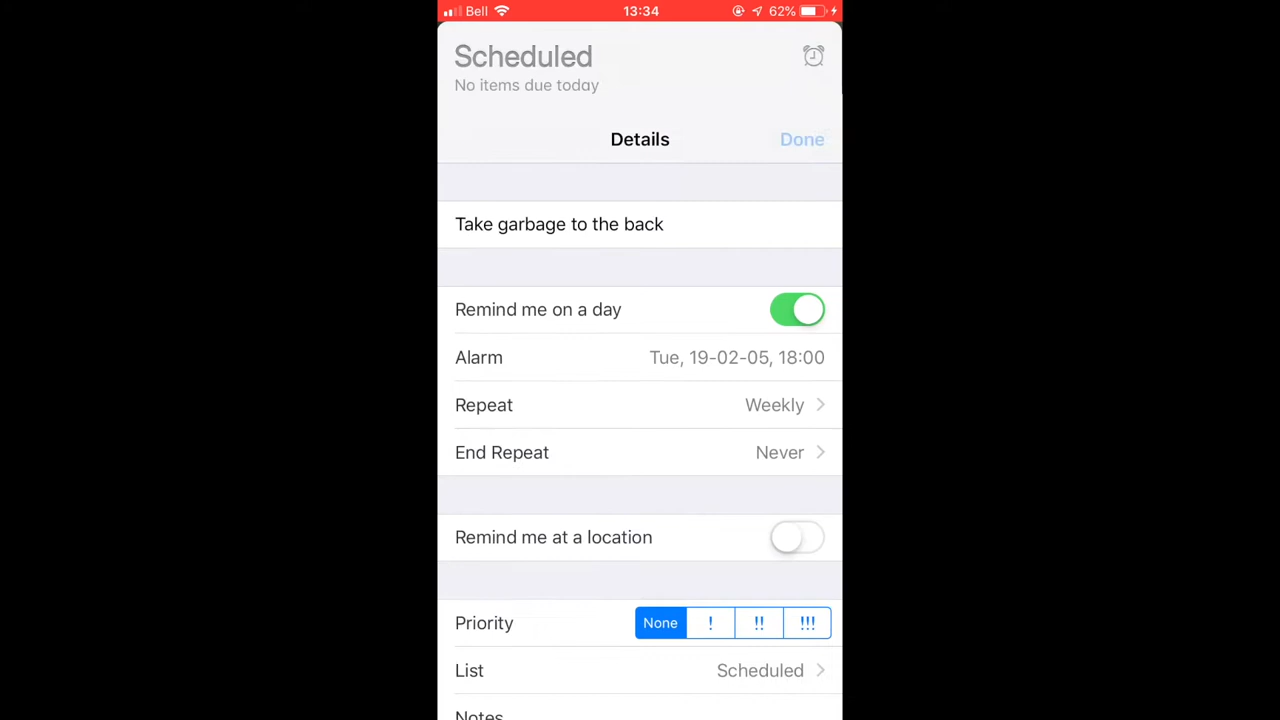 Bell 13:34 62%
Scheduled
No items due today
Details Done
Take garbage to the back
Remind me on a day
Alarm Tue, 19-02-05, 18:00
Repeat Weekly
End Repeat Never
Remind me at a location
Priority None ! !! !!!
List Scheduled
Notes